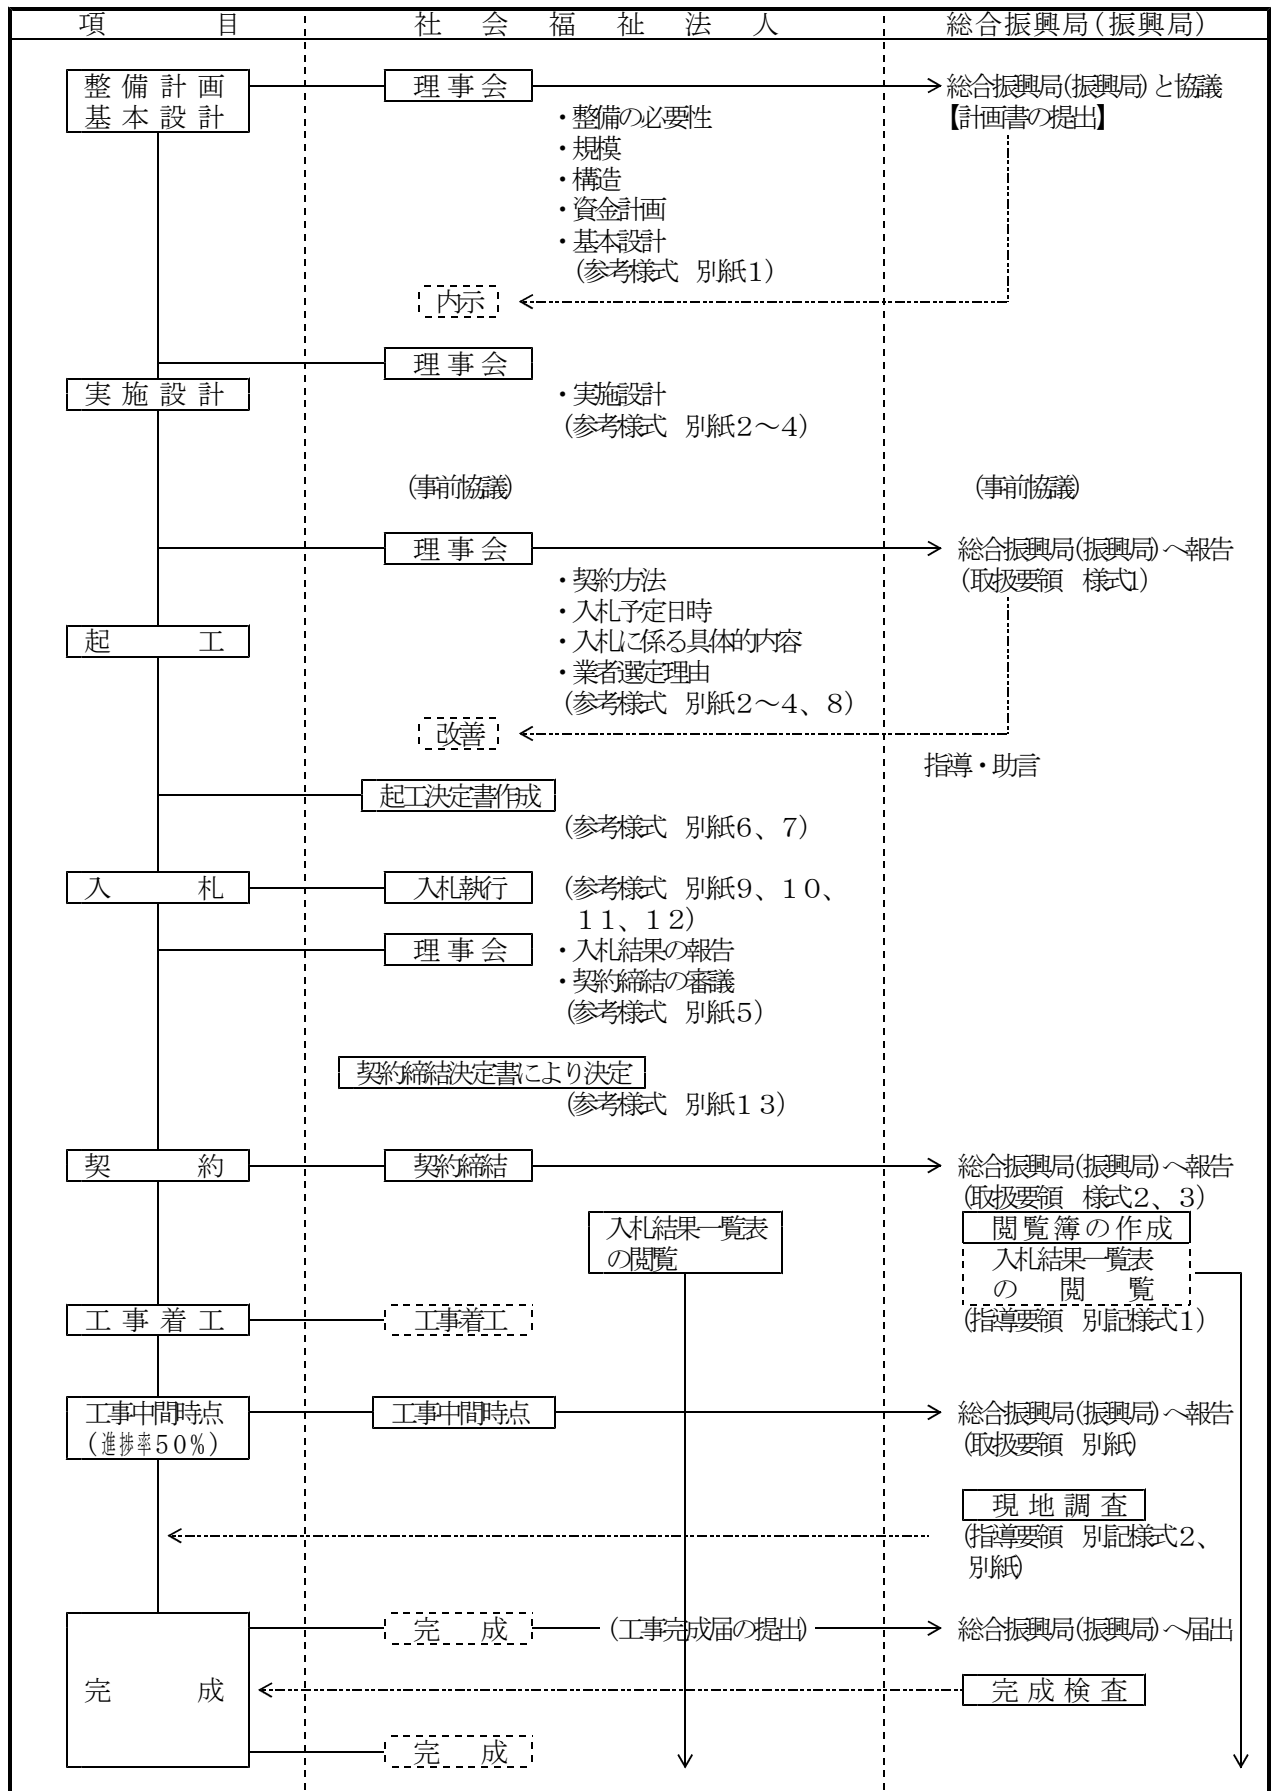 項　目　社会福祉法人　総合振興局(振興局)
整備計画　理事会　総合振興局(振興局)と協議
基本設計　・整備の必要性　【計画書の提出】
・規模
・構造
・資金計画
・基本設計
(参考様式　別紙１)
内示
理事会
実施設計　・実施設計
(参考様式　別紙２～４)
(事前協議)　(事前協議)
理事会　総合振興局(振興局)へ報告
・契約方法　(取扱要領　様式1)
・入札予定日時
起　工　・入札に係る具体的内容
・業者選定理由
(参考様式　別紙２～４、８)
改善
指導・助言
起工決定書作成
(参考様式　別紙６、７)
入　札　入札執行　(参考様式　別紙９、１０、
１１、１２)
理事会　・入札結果の報告
・契約締結の審議
(参考様式　別紙５)
契約締結決定書により決定
(参考様式　別紙１３)
契　約　契約締結　総合振興局(振興局)へ報告
(取扱要領　様式２、３)
入札結果一覧表　閲覧簿の作成
の閲覧　入札結果一覧表
の　閲　覧
工事着工　工事着工　(指導要領　別記様式１)
工事中間時点　工事中間時点　総合振興局(振興局)へ報告
(進捗率５０％)　(取扱要領　別紙)
現地調査
(指導要領　別記様式２、
別紙)
完　成　(工事完成届の提出)　総合振興局(振興局)へ届出
完　成　完成検査
完　成